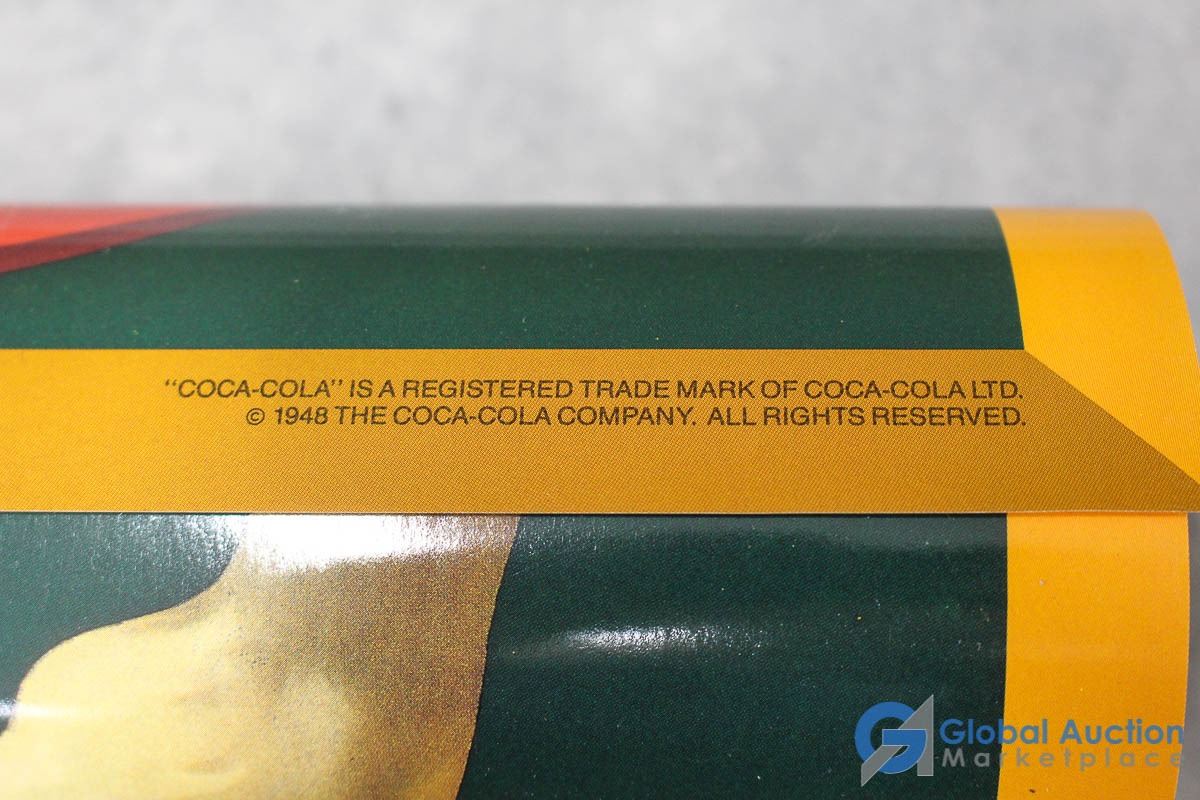 “COCA-COLA” IS A REGISTERED TRADE MARK OF COCA-COLA LTD.
© 1948 THE COCA-COLA COMPANY. ALL RIGHTS RESERVED.
Global Auction
Marketplace